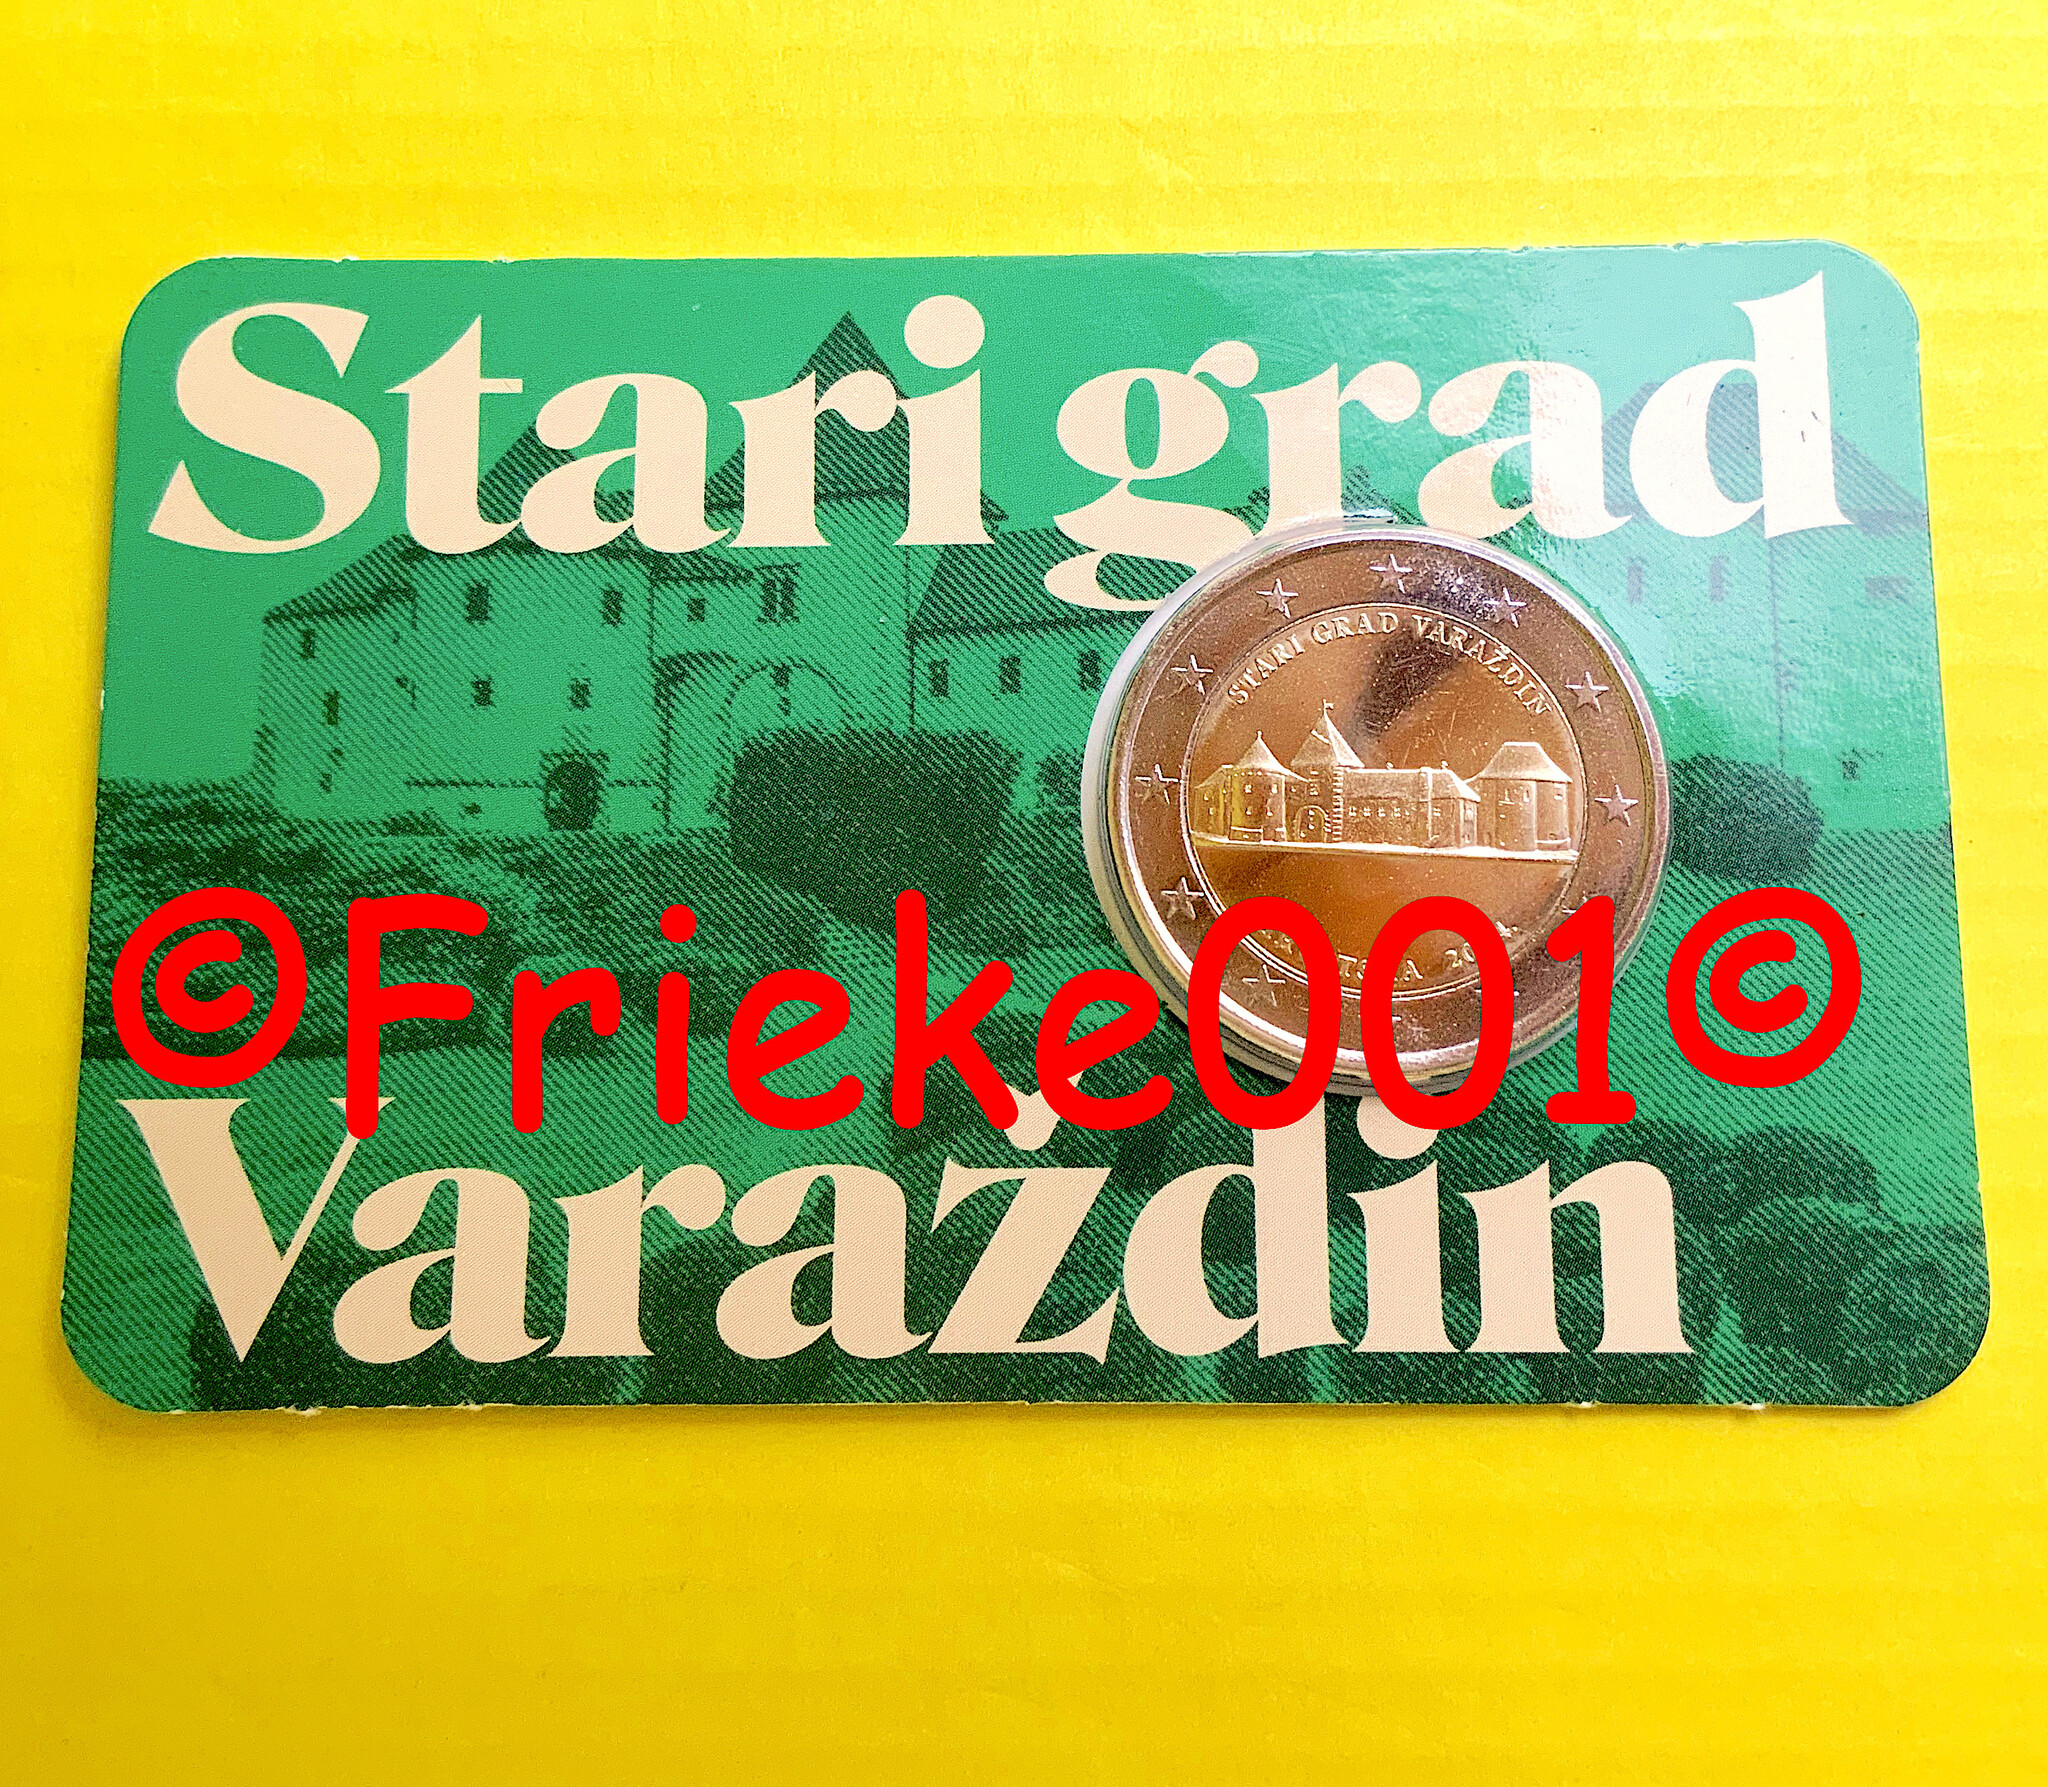 Stari grad
STARI GRAD VARAŽDIN
©Frieke001©
Varaždin